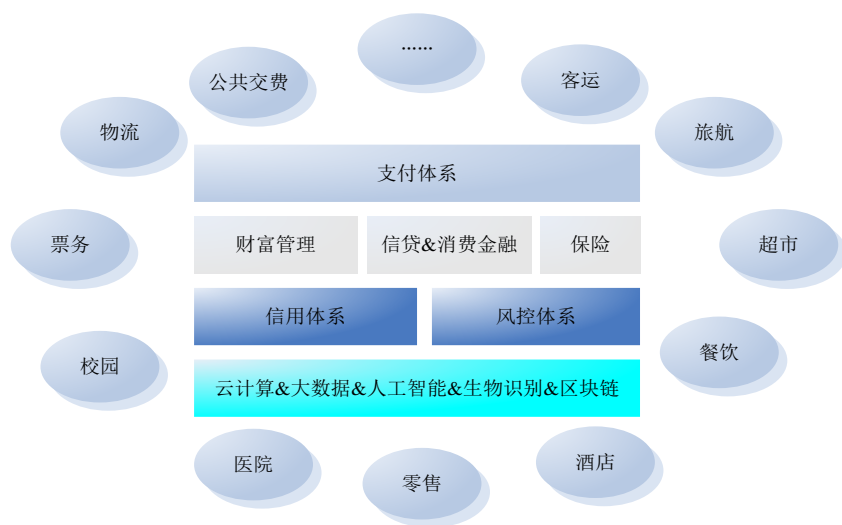 ……
公共交费
客运
物流
旅航
支付体系
票务
财富管理
信贷&消费金融
保险
超市
信用体系
风控体系
校园
餐饮
云计算&大数据&人工智能&生物识别&区块链
医院
零售
酒店